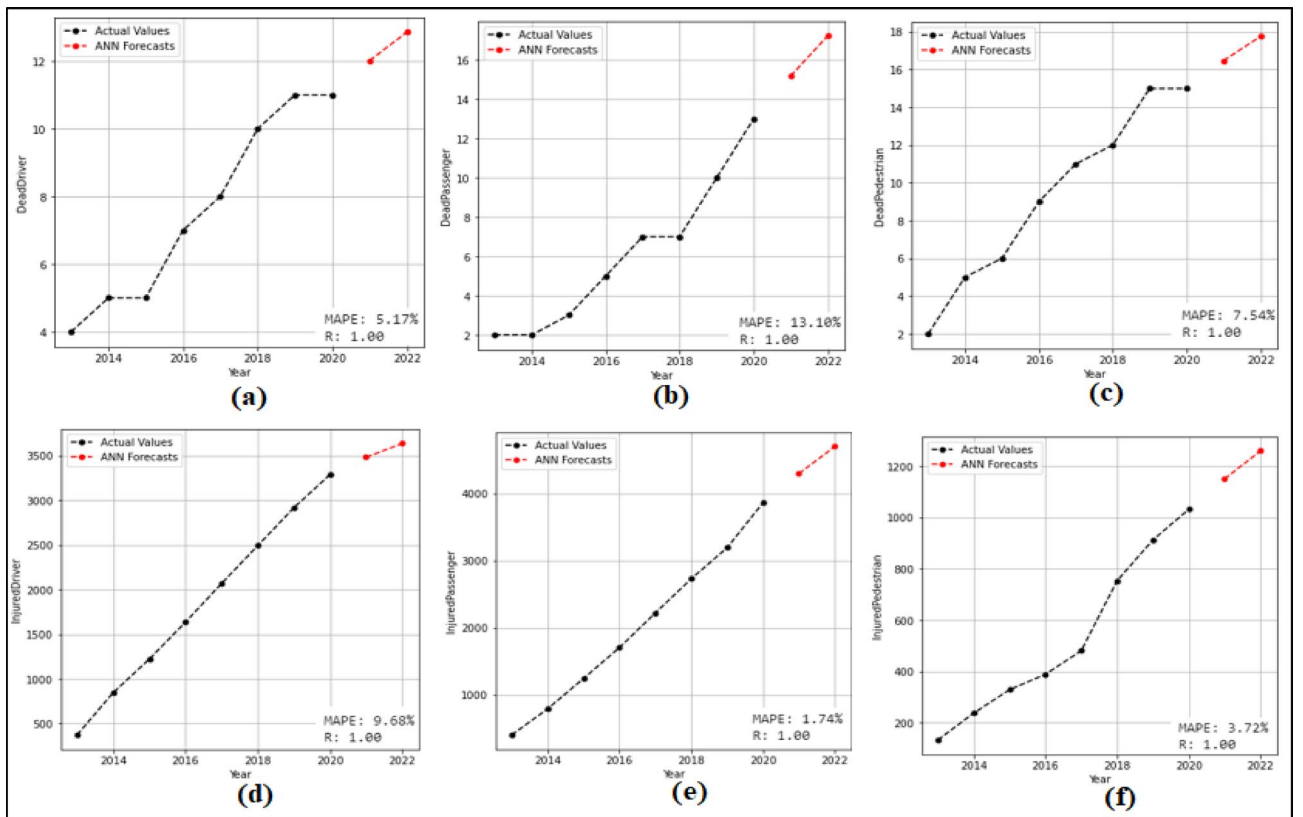 Actual Values
ANN Forecasts
12
10
8
6
4
DeadDriver
MAPE: 5.17%
R: 1.00
2014 2016 2018 2020 2022
Year
(a)
Actual Values
ANN Forecasts
16
14
12
10
8
6
4
2
DeadPassenger
MAPE: 13.10%
R: 1.00
2014 2016 2018 2020 2022
Year
(b)
Actual Values
ANN Forecasts
18
16
14
12
10
8
6
4
2
DeadPedestrian
MAPE: 7.54%
R: 1.00
2014 2016 2018 2020 2022
Year
(c)
Actual Values
ANN Forecasts
3500
3000
2500
2000
1500
1000
500
InjuredDriver
MAPE: 9.68%
R: 1.00
2014 2016 2018 2020 2022
Year
(d)
Actual Values
ANN Forecasts
4000
3000
2000
1000
InjuredPassenger
MAPE: 1.74%
R: 1.00
2014 2016 2018 2020 2022
Year
(e)
Actual Values
ANN Forecasts
1200
1000
800
600
400
200
InjuredPedestrian
MAPE: 3.72%
R: 1.00
2014 2016 2018 2020 2022
Year
(f)